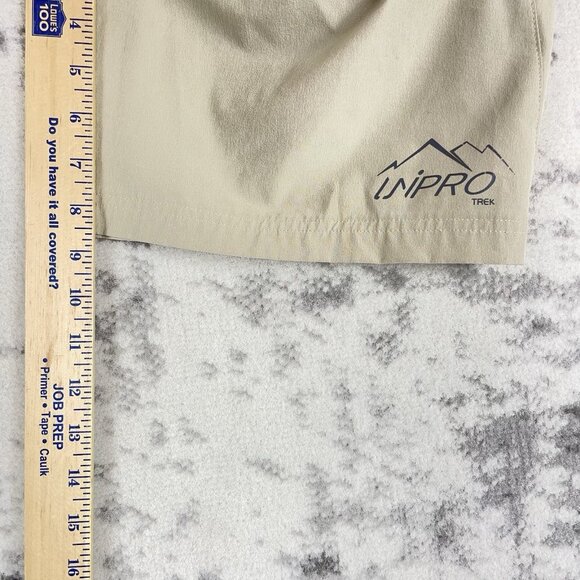 LOWE'S
100
Do you have it all covered?
JOB PREP
• Primer • Tape • Caulk
4
5
6
7
8
9
10
11
12
13
14
15
16
UNIPRO
TREK